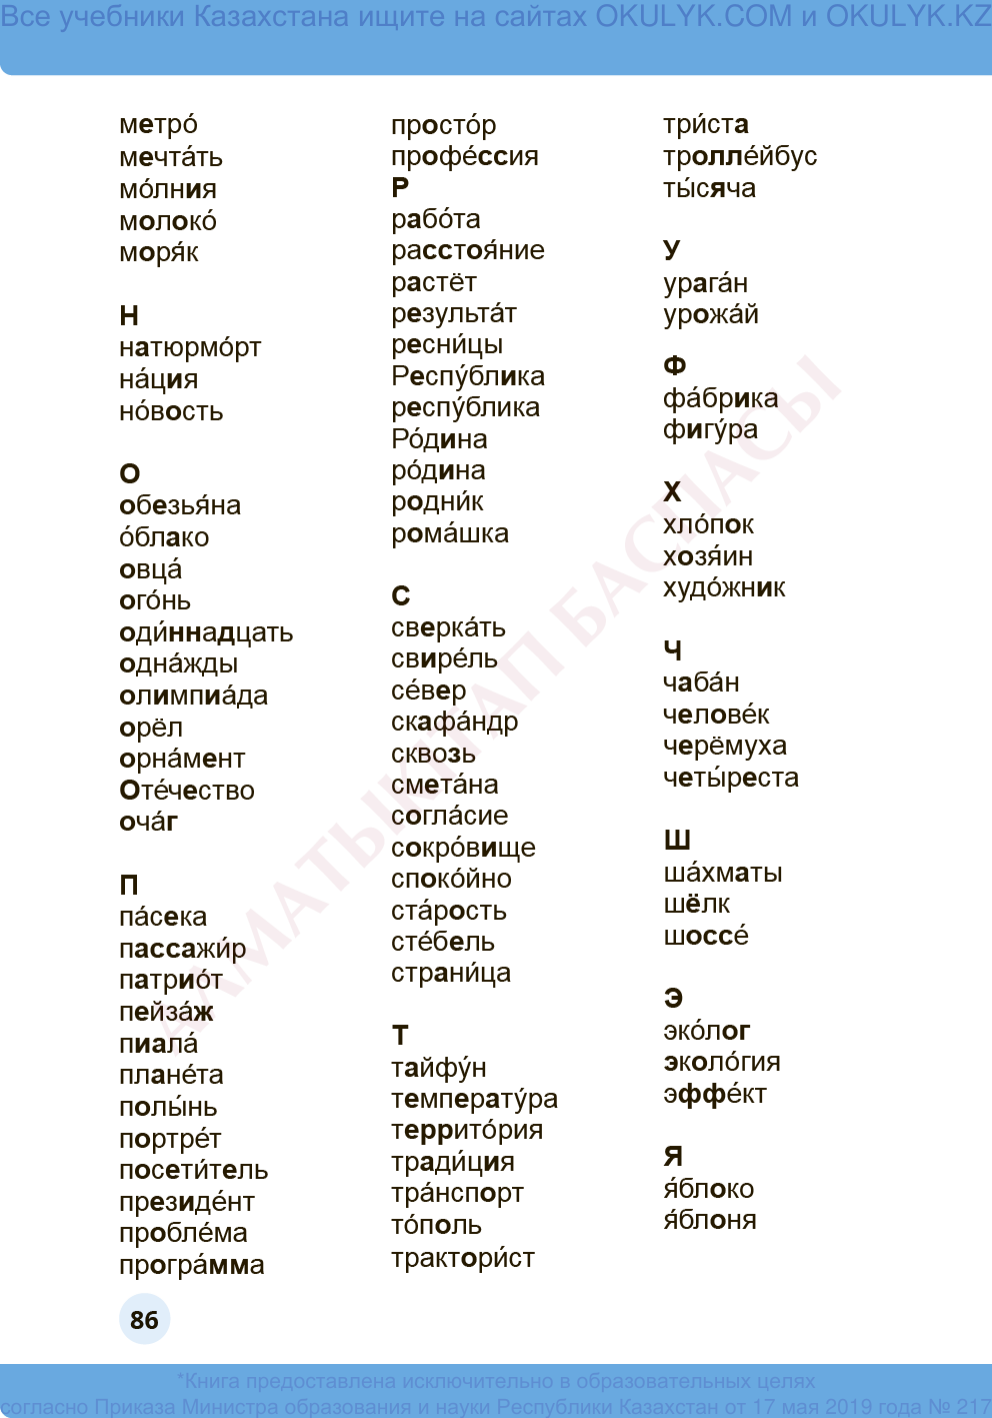 Все учебники Казахстана ищите на сайтах OKULYK.COM и OKULYK.KZ
метро́
мечта́ть
мо́лния
молоко́
моря́к
Н
натюрмо́рт
на́ция
но́вость
О
обезья́на
о́блако
овца́
ого́нь
оди́ннадцать
одна́жды
олимпиа́да
орёл
орна́мент
Оте́чество
оча́г
П
па́сека
пассажи́р
патрио́т
пейза́ж
пиала́
плане́та
полы́нь
портре́т
посети́тель
президе́нт
пробле́ма
програ́мма
просто́р
профе́ссия
Р
рабо́та
расстоя́ние
растёт
результа́т
ресни́цы
Респу́блика
респу́блика
Ро́дина
ро́дина
родни́к
рома́шка
С
сверка́ть
свире́ль
се́вер
скафа́ндр
сквозь
смета́на
согла́сие
сокро́вище
споко́йно
ста́рость
сте́бель
страни́ца
Т
тайфу́н
температу́ра
террито́рия
тради́ция
тра́нспорт
то́поль
трактори́ст
три́ста
тролле́йбус
ты́сяча
У
урага́н
урожа́й
Ф
фа́брика
фигу́ра
Х
хло́пок
хозя́ин
худо́жник
Ч
чаба́н
челове́к
черёмуха
четы́реста
Ш
ша́хматы
шёлк
шоссе́
Э
эко́лог
эколо́гия
эффе́кт
Я
я́блоко
я́блоня
АЛМАТЫКІТАП БАСПАСЫ
86
*Книга предоставлена исключительно в образовательных целях
согласно Приказа Министра образования и науки Республики Казахстан от 17 мая 2019 года № 217